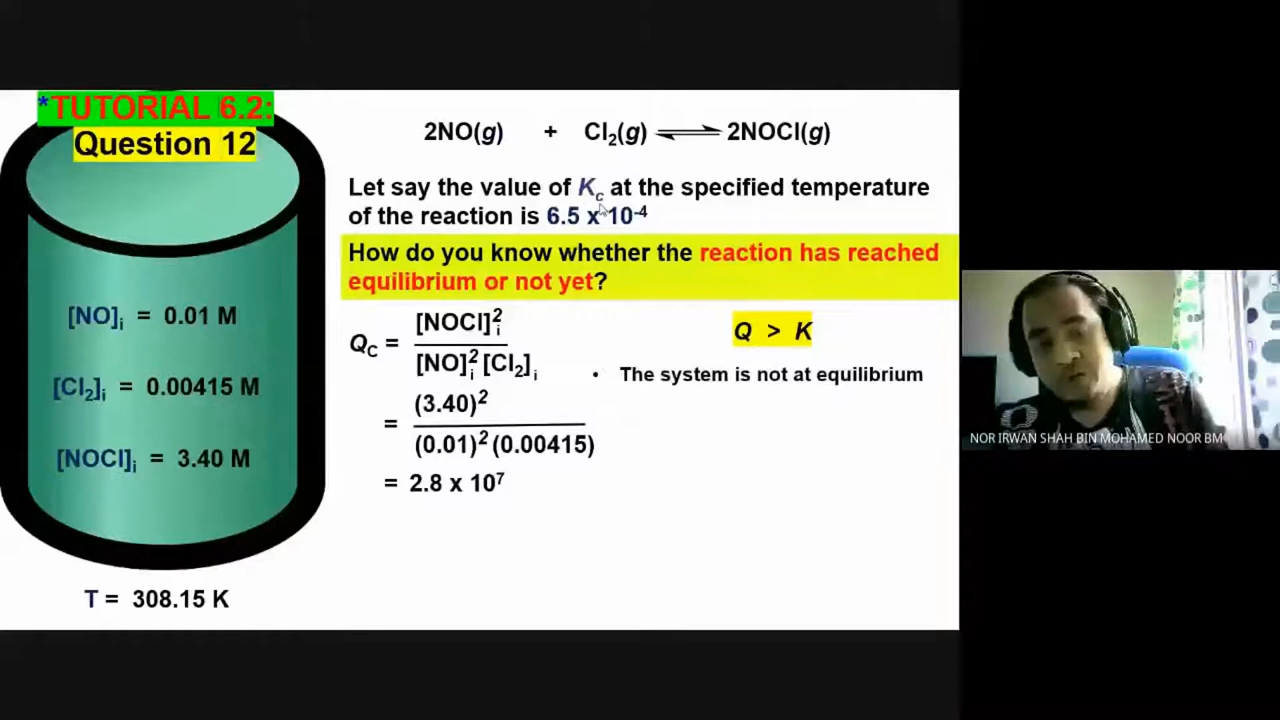 *TUTORIAL 6.2:
Question 12
2NO(g) + Cl₂(g) ⇌ 2NOCl(g)
Let say the value of Kc at the specified temperature
of the reaction is 6.5 x 10⁻⁴
How do you know whether the reaction has reached
equilibrium or not yet?
[NO]i = 0.01 M
[Cl₂]i = 0.00415 M
[NOCl]i = 3.40 M
T = 308.15 K
QC =
[NOCl]²i
[NO]²i [Cl₂]i
=
(3.40)²
(0.01)² (0.00415)
= 2.8 x 10⁷
Q > K
• The system is not at equilibrium
NOR IRWAN SHAH BIN MOHAMED NOOR BM